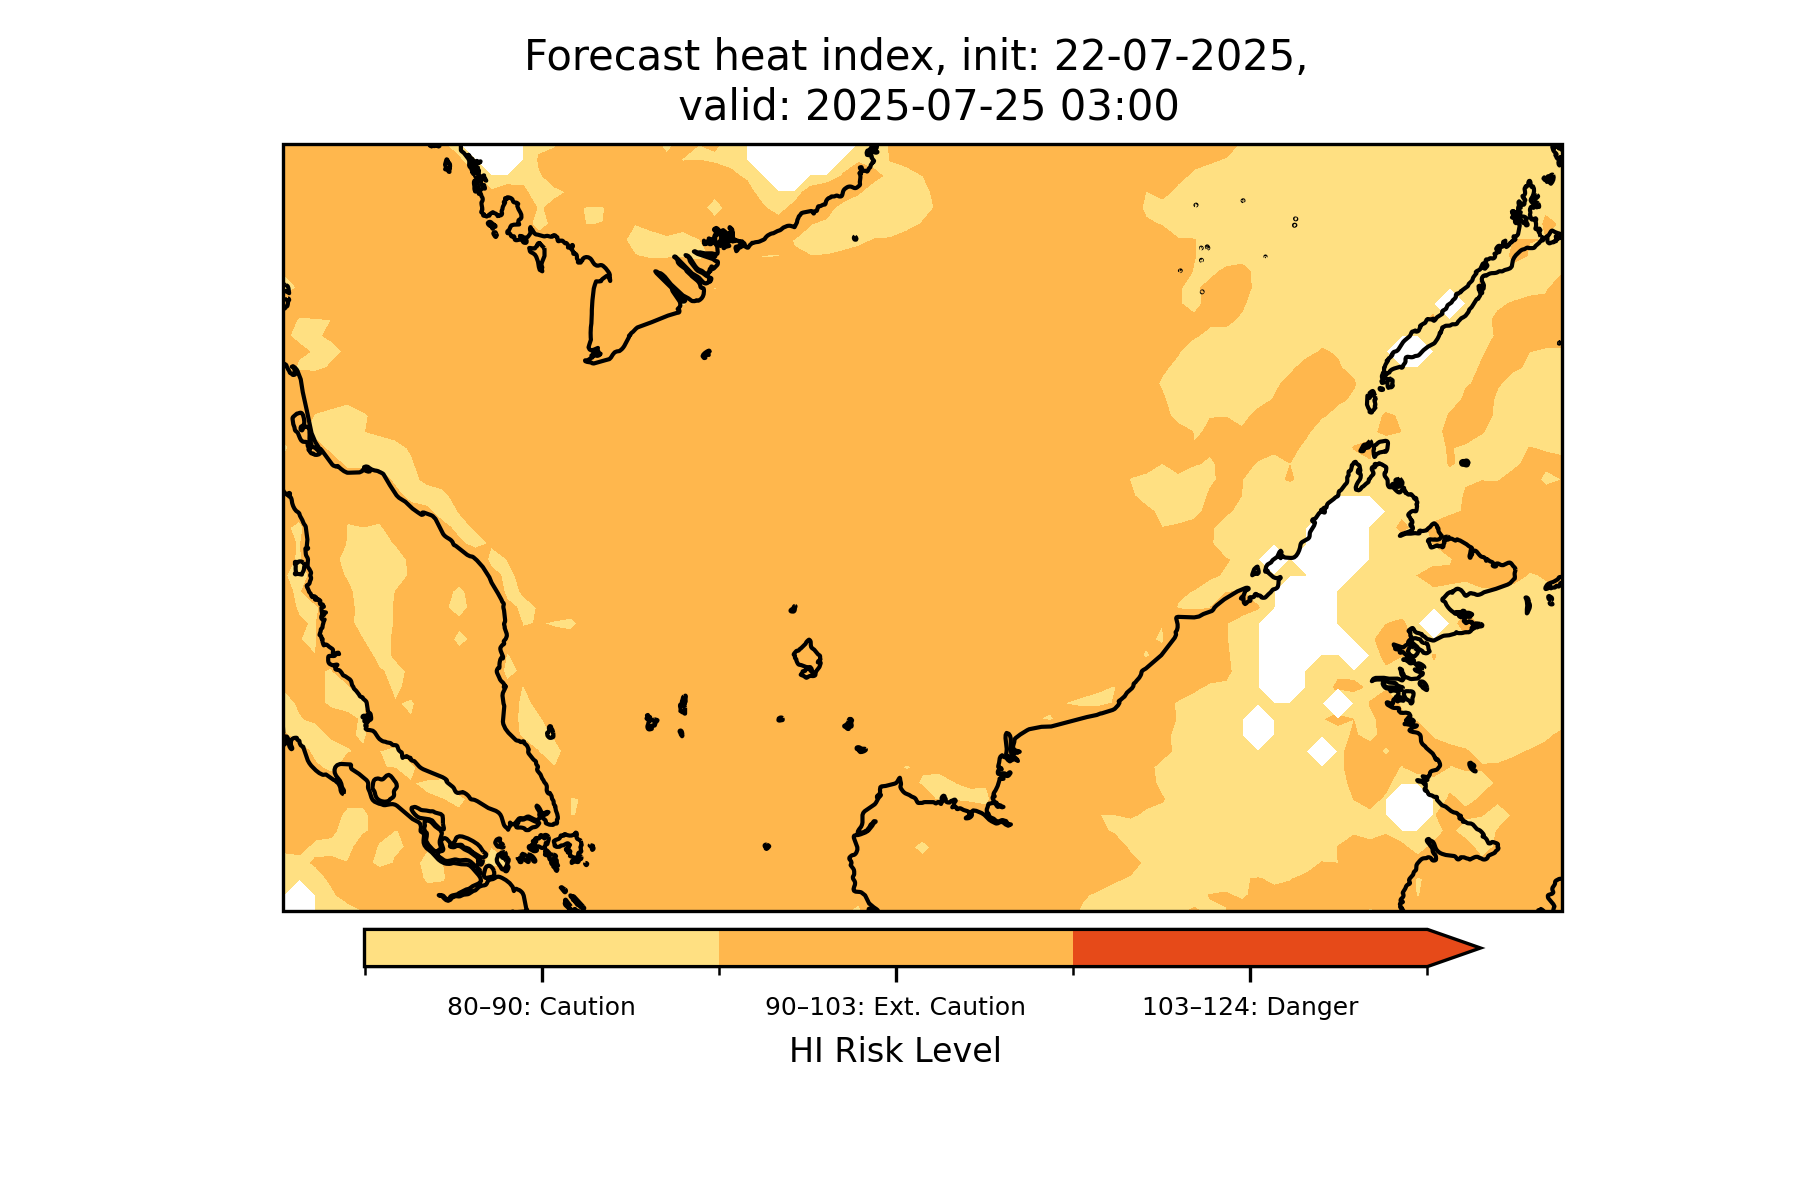 Forecast heat index, init: 22-07-2025,
valid: 2025-07-25 03:00
80–90: Caution
90–103: Ext. Caution
103–124: Danger
HI Risk Level